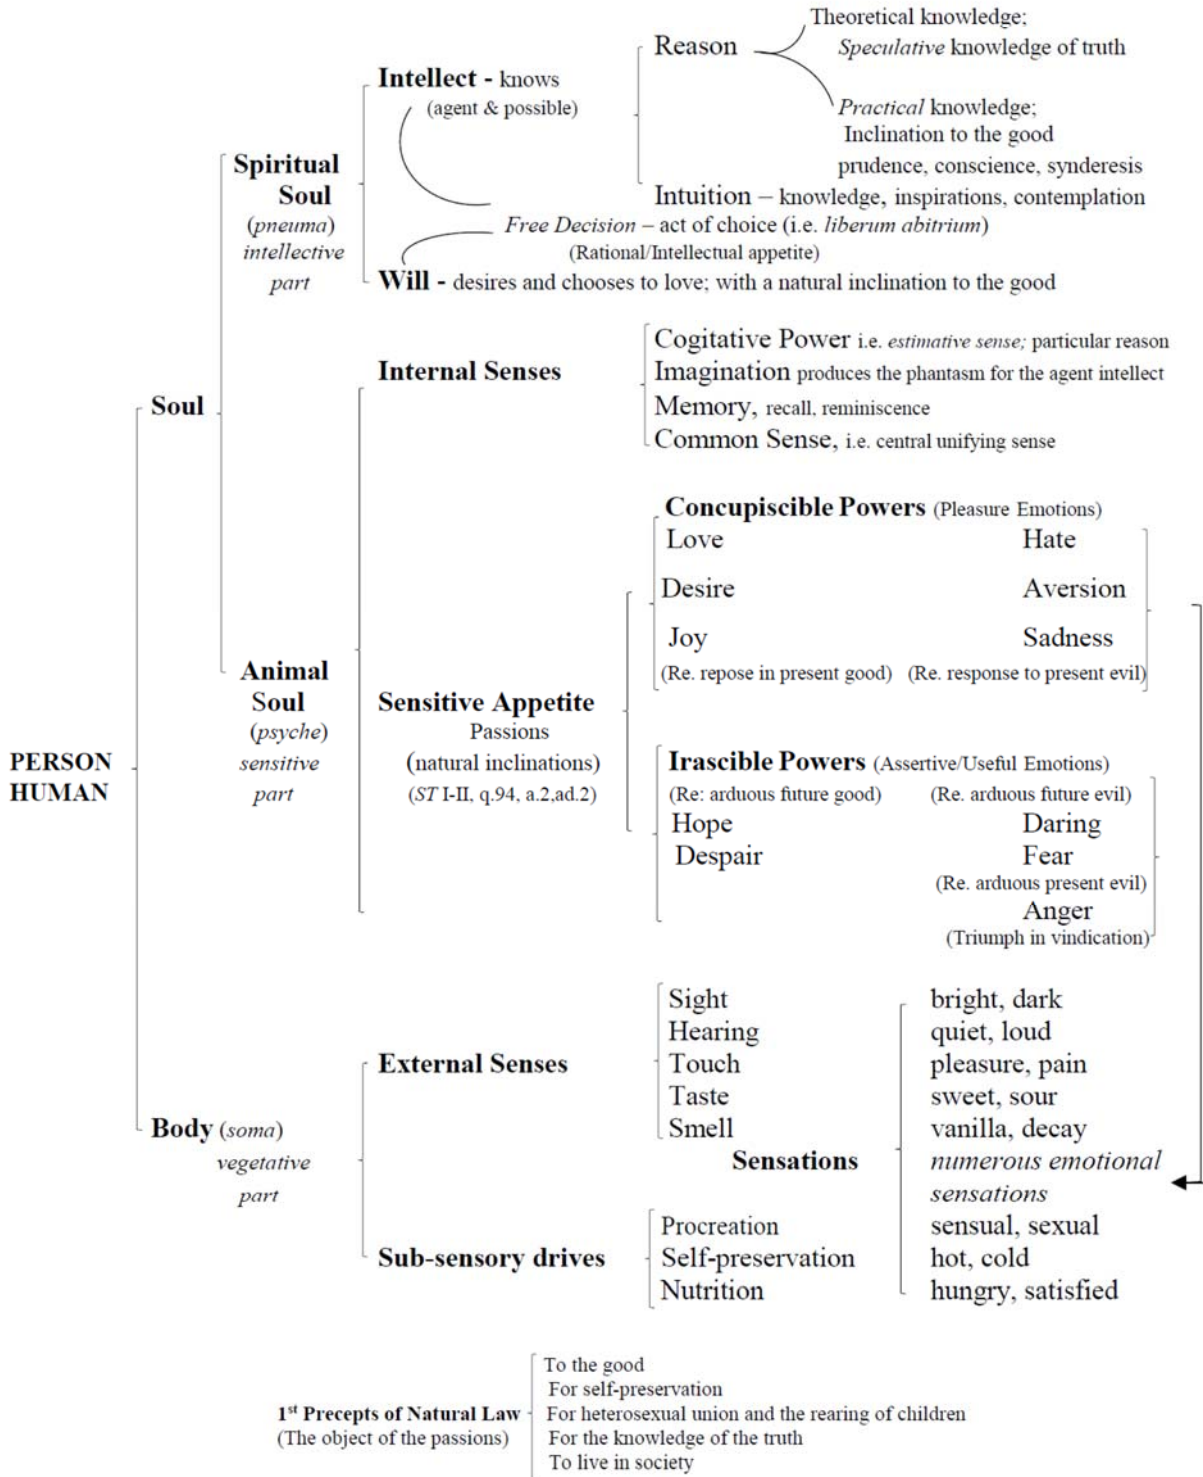 Theoretical knowledge;
Reason
Speculative knowledge of truth
Intellect - knows
(agent & possible)
Practical knowledge;
Inclination to the good
prudence, conscience, synderesis
Spiritual
Soul
(pneuma)
intellective
part
Intuition – knowledge, inspirations, contemplation
Free Decision – act of choice (i.e. liberum abitrium)
(Rational/Intellectual appetite)
Will - desires and chooses to love; with a natural inclination to the good
Internal Senses
Cogitative Power i.e. estimative sense; particular reason
Imagination produces the phantasm for the agent intellect
Memory, recall, reminiscence
Common Sense, i.e. central unifying sense
Soul
Concupiscible Powers (Pleasure Emotions)
Love Hate
Desire Aversion
Joy Sadness
(Re. repose in present good) (Re. response to present evil)
Animal
Soul
(psyche)
sensitive
part
Sensitive Appetite
Passions
(natural inclinations)
(ST I-II, q.94, a.2,ad.2)
PERSON
HUMAN
Irascible Powers (Assertive/Useful Emotions)
(Re: arduous future good) (Re. arduous future evil)
Hope Daring
Despair Fear
(Re. arduous present evil)
Anger
(Triumph in vindication)
Sight bright, dark
Hearing quiet, loud
External Senses
Touch pleasure, pain
Taste sweet, sour
Smell vanilla, decay
Body (soma)
vegetative
part
Sensations
numerous emotional
sensations
Sub-sensory drives
Procreation sensual, sexual
Self-preservation hot, cold
Nutrition hungry, satisfied
1st Precepts of Natural Law
(The object of the passions)
To the good
For self-preservation
For heterosexual union and the rearing of children
For the knowledge of the truth
To live in society